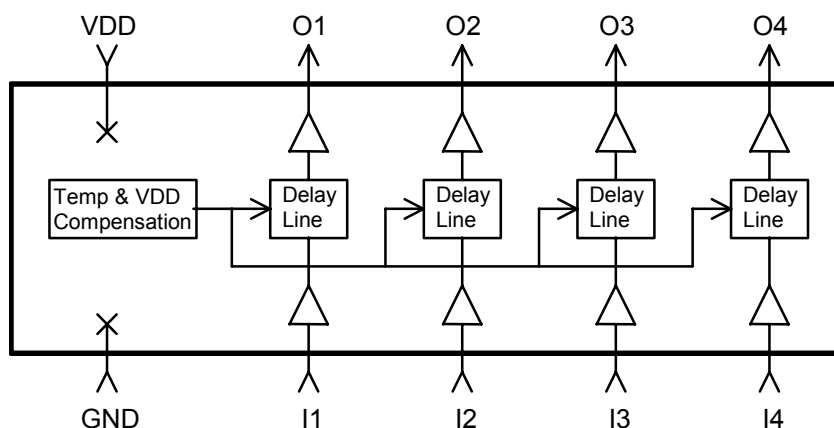 VDD O1 O2 O3 O4
Temp & VDD
Compensation
Delay
Line
Delay
Line
Delay
Line
Delay
Line
GND I1 I2 I3 I4